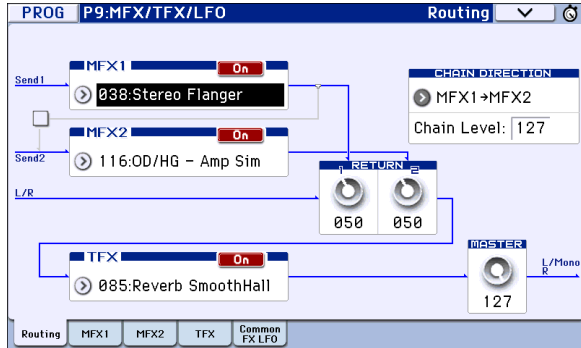 PROG P9:MFX/TFX/LFO Routing
MFX1 On
Send1
038:Stereo Flanger
CHAIN DIRECTION
MFX1→MFX2
Chain Level: 127
MFX2 On
Send2
116:OD/HG - Amp Sim
L/R
1 RETURN 2
050 050
TFX On
085:Reverb SmoothHall
MASTER
127
L/Mono
R
Routing MFX1 MFX2 TFX Common
FX LFO